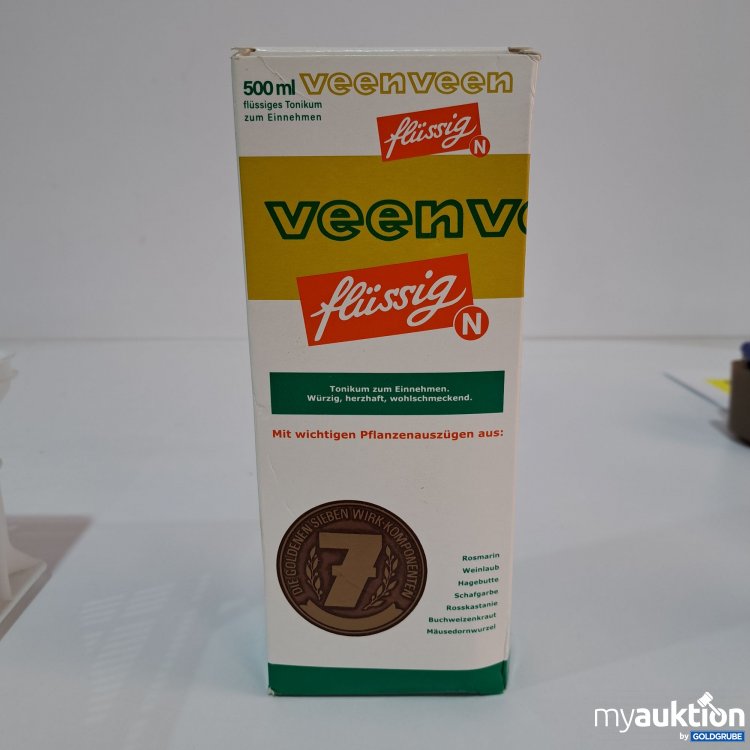 500 ml veenveen
flüssiges Tonikum
zum Einnehmen
flüssig N
veenve
flüssig N
Tonikum zum Einnehmen.
Würzig, herzhaft, wohlschmeckend.
Mit wichtigen Pflanzenauszügen aus:
DIE GOLDENEN SIEBEN WIRK-KOMPONENTEN
7
Rosmarin
Weinlaub
Hagebutte
Schafgarbe
Rosskastanie
Buchweizenkraut
Mäusedornwurzel
myauktion
by GOLDGRUBE